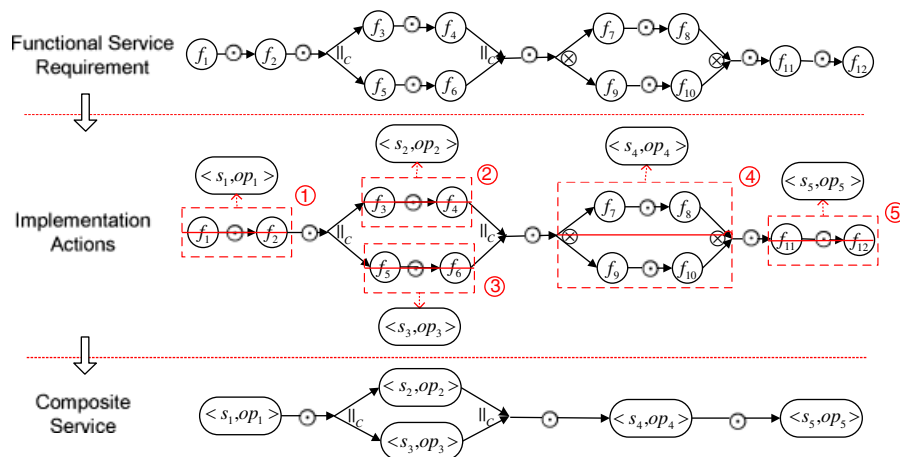 Functional Service
Requirement
f1 ⊙ f2 ⊙ ||C f3 ⊙ f4 ||C ⊙ ⊗ f7 ⊙ f8 ⊗ ⊙ f11 ⊙ f12
f5 ⊙ f6 f9 ⊙ f10
Implementation
Actions
<s1,op1> <s2,op2> <s4,op4> <s5,op5>
① ② ④ ⑤
f1 ⊙ f2 ⊙ ||C f3 ⊙ f4 ||C ⊙ ⊗ f7 ⊙ f8 ⊗ ⊙ f11 ⊙ f12
f5 ⊙ f6 ③ f9 ⊙ f10
<s3,op3>
Composite
Service
<s1,op1> ⊙ ||C <s2,op2> ||C ⊙ <s4,op4> ⊙ <s5,op5>
<s3,op3>